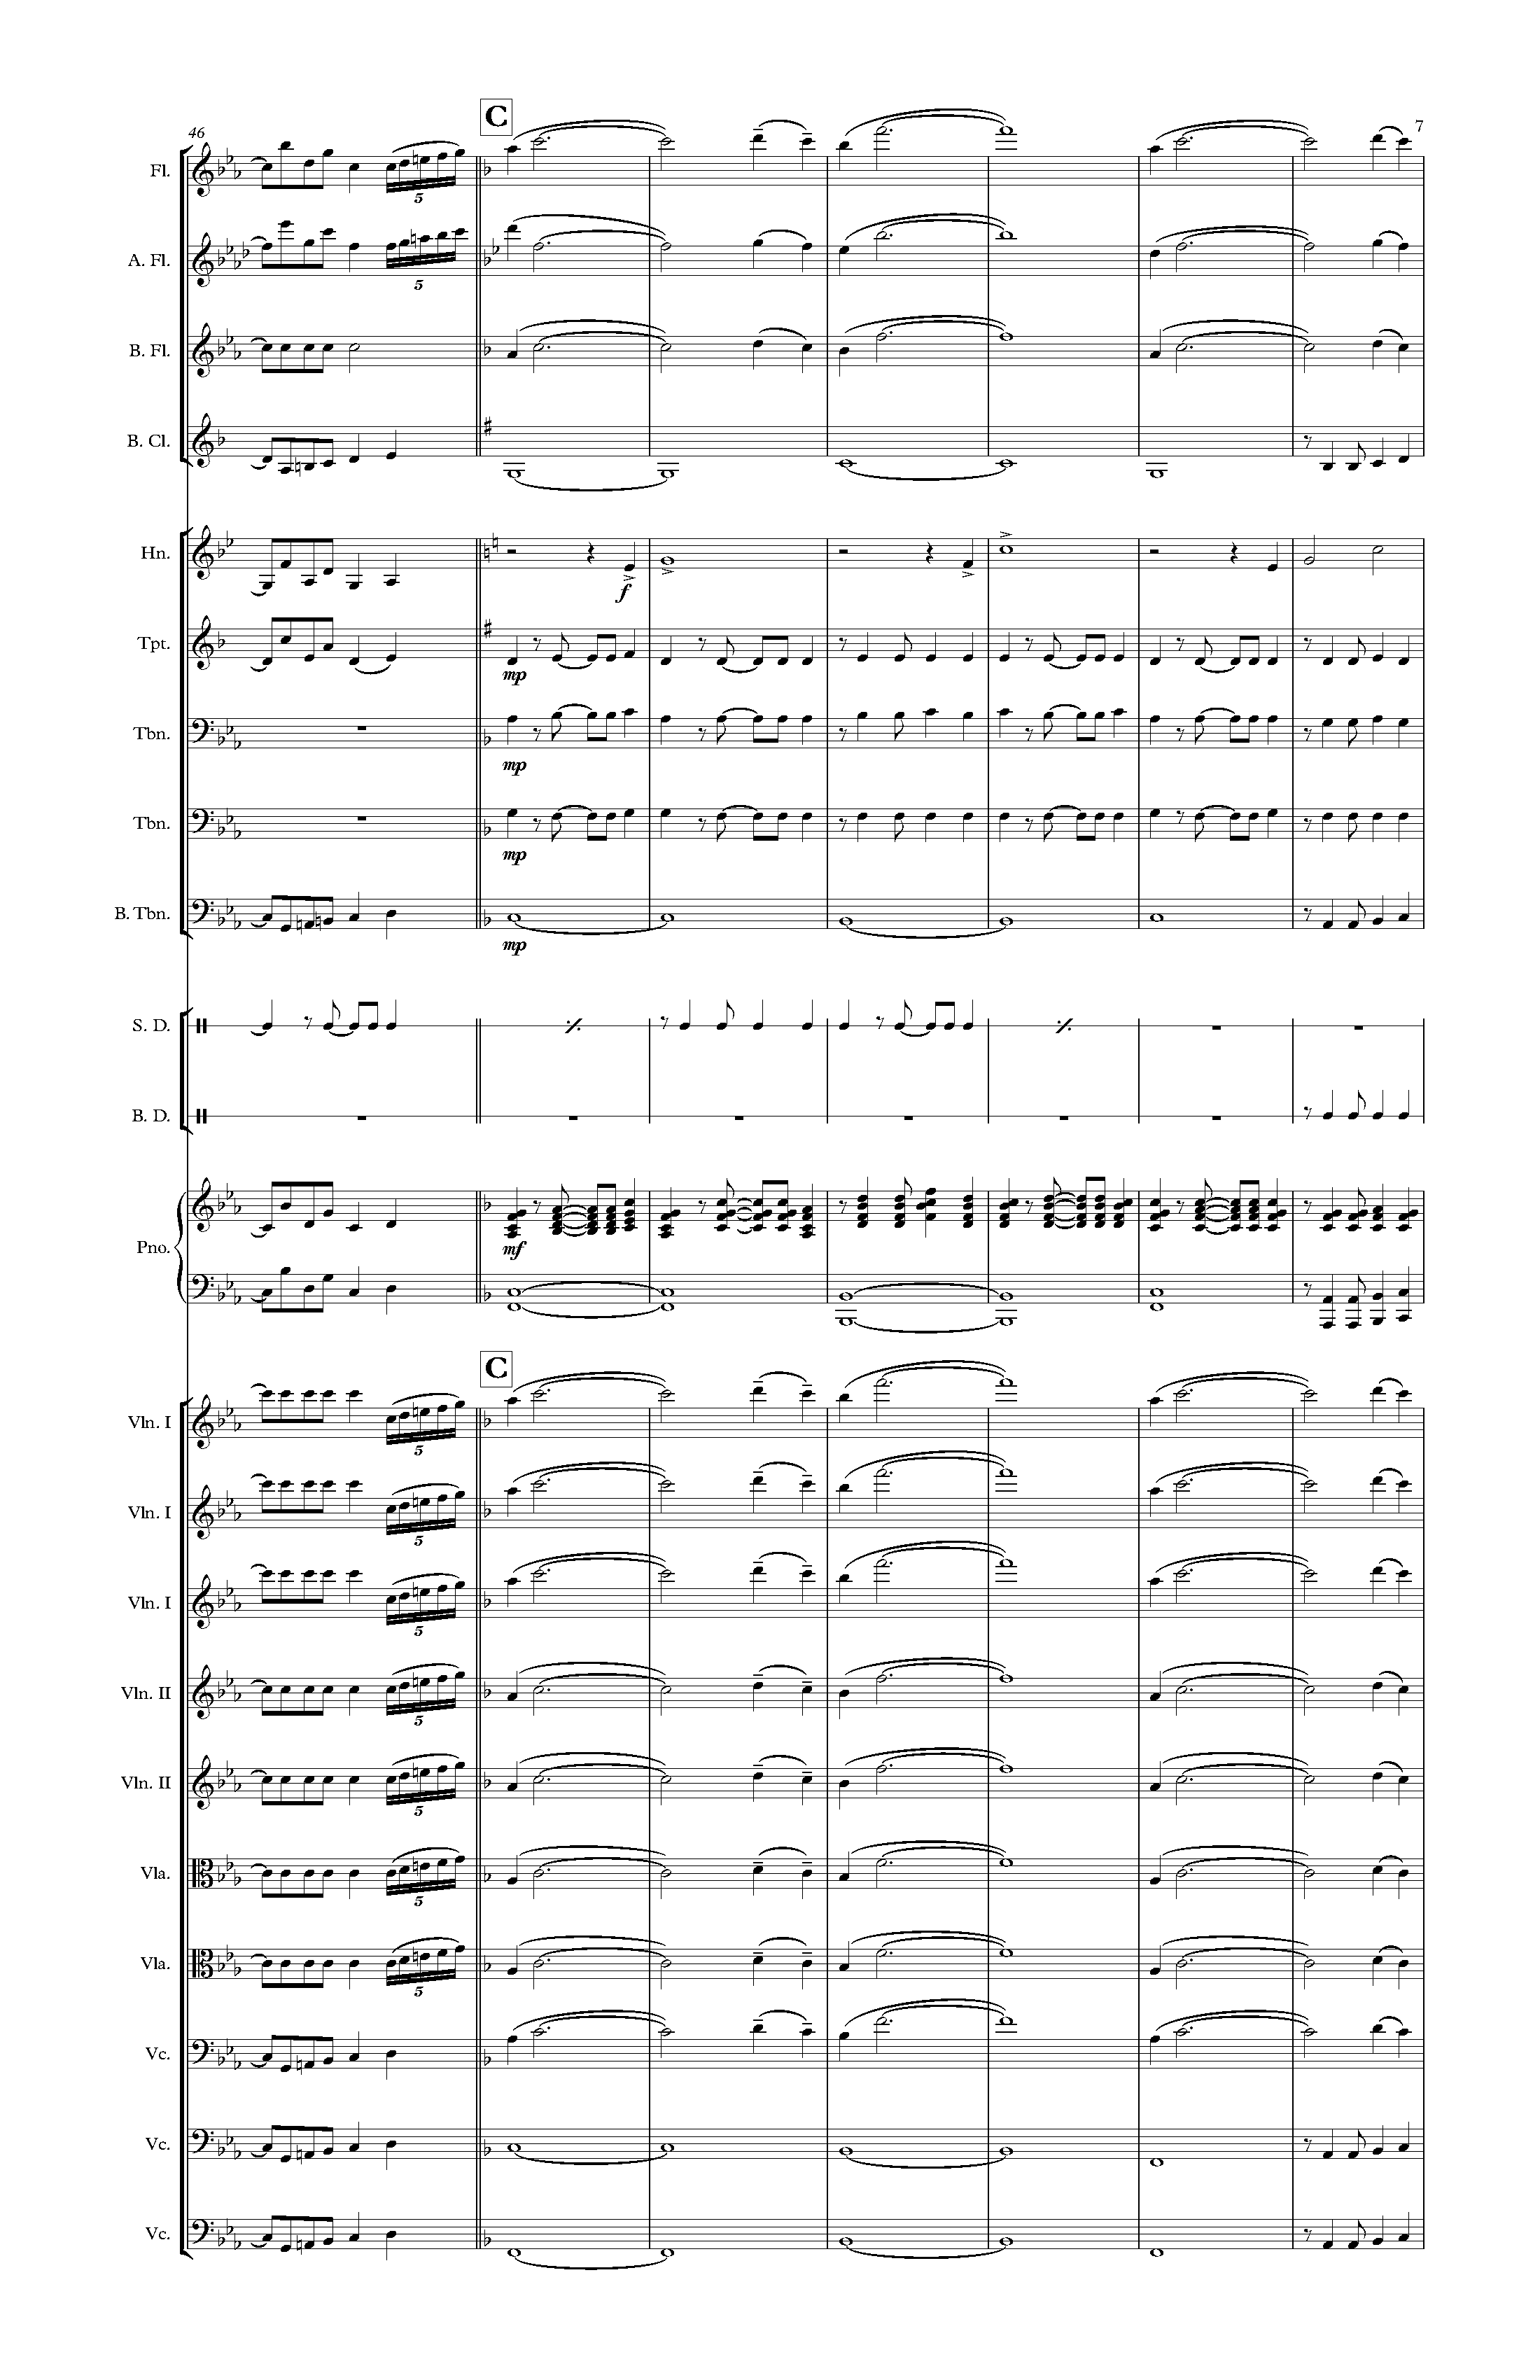 C
46
7
Fl.
5
A. Fl.
5
B. Fl.
B. Cl.
Hn.
f
Tpt.
mp
Tbn.
mp
Tbn.
mp
B. Tbn.
mp
S. D.
B. D.
Pno.
mf
C
Vln. I
5
Vln. I
5
Vln. I
5
Vln. II
5
Vln. II
5
Vla.
5
Vla.
5
Vc.
Vc.
Vc.